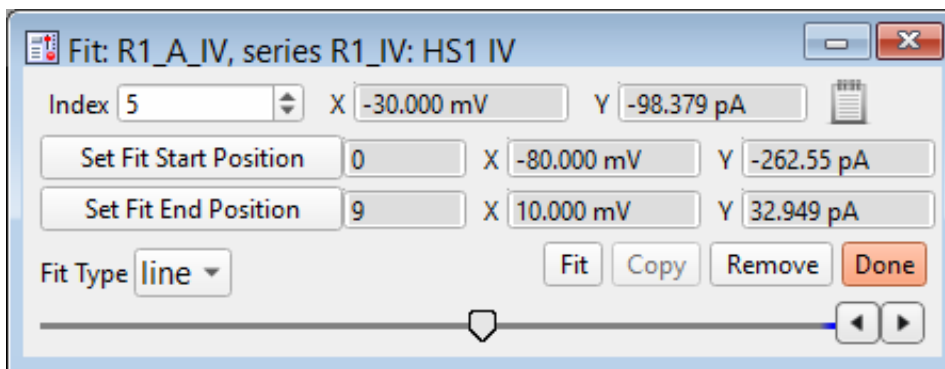 Fit: R1_A_IV, series R1_IV: HS1 IV
Index 5 X -30.000 mV Y -98.379 pA
Set Fit Start Position 0 X -80.000 mV Y -262.55 pA
Set Fit End Position 9 X 10.000 mV Y 32.949 pA
Fit Type line Fit Copy Remove Done